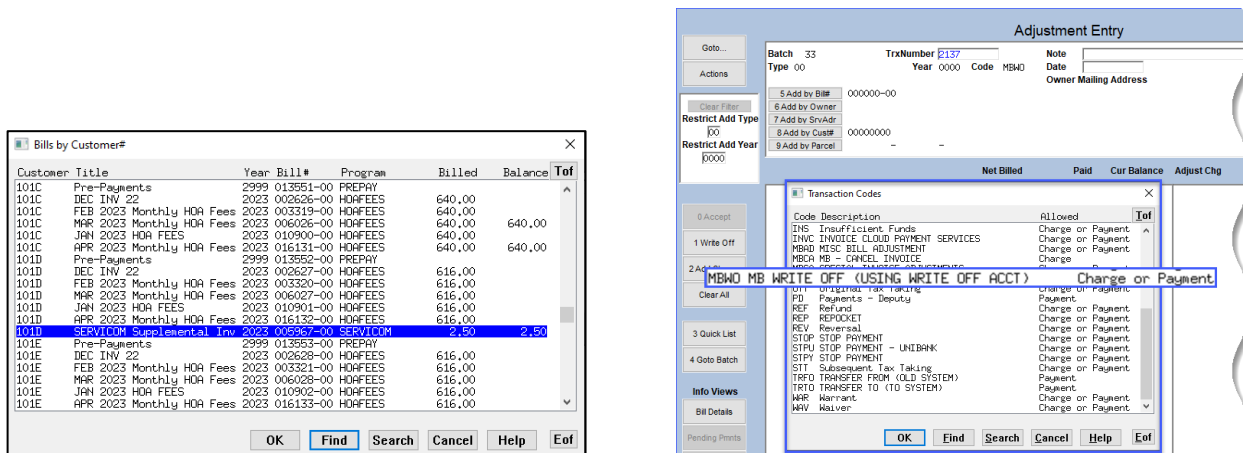 Bills by Customer#
Customer Title Year Bill# Program Billed Balance Tof
101C Pre-Payments 2999 013551-00 PREPAY
101C DEC INV 22 2023 002626-00 HOAFEES 640.00
101C FEB 2023 Monthly HOA Fees 2023 003319-00 HOAFEES 640.00
101C MAR 2023 Monthly HOA Fees 2023 006026-00 HOAFEES 640.00 640.00
101C JAN 2023 HOA FEES 2023 010900-00 HOAFEES 640.00
101C APR 2023 Monthly HOA Fees 2023 016131-00 HOAFEES 640.00 640.00
101D Pre-Payments 2999 013552-00 PREPAY
101D DEC INV 22 2023 002627-00 HOAFEES 616.00
101D FEB 2023 Monthly HOA Fees 2023 003320-00 HOAFEES 616.00
101D MAR 2023 Monthly HOA Fees 2023 006027-00 HOAFEES 616.00
101D JAN 2023 HOA FEES 2023 010901-00 HOAFEES 616.00
101D APR 2023 Monthly HOA Fees 2023 016132-00 HOAFEES 616.00
101D SERVICOM Supplemental Inv 2023 005967-00 SERVICOM 2.50 2.50
101E Pre-Payments 2999 013553-00 PREPAY
101E DEC INV 22 2023 002628-00 HOAFEES 616.00
101E FEB 2023 Monthly HOA Fees 2023 003321-00 HOAFEES 616.00
101E MAR 2023 Monthly HOA Fees 2023 006028-00 HOAFEES 616.00
101E JAN 2023 HOA FEES 2023 010902-00 HOAFEES 616.00
101E APR 2023 Monthly HOA Fees 2023 016133-00 HOAFEES 616.00
OK Find Search Cancel Help Eof
Adjustment Entry
Goto...
Actions
Clear Filter
Restrict Add Type
00
Restrict Add Year
0000
0 Accept
1 Write Off
Clear All
3 Quick List
4 Goto Batch
Info Views
Bill Details
Pending Pmnts
Batch 33 TrxNumber 2137 Note
Type 00 Year 0000 Code MBWO Date
Owner Mailing Address
5 Add by Bill# 000000-00
6 Add by Owner
7 Add by SrvAdr
8 Add by Cust# 00000000
9 Add by Parcel - -
Net Billed Paid Cur Balance Adjust Chg
Transaction Codes
Code Description Allowed Tof
INS Insufficient Funds Charge or Payment
INVC INVOICE CLOUD PAYMENT SERVICES Charge or Payment
MBAD MISC BILL ADJUSTMENT Charge or Payment
MBCA MB - CANCEL INVOICE Charge
MBWO MB WRITE OFF (USING WRITE OFF ACCT) Charge or Payment
Original Tax Taking Charge or Payment
PD Payments - Deputy Payment
REF Refund Charge or Payment
REP REPOCKET Charge or Payment
REV Reversal Charge or Payment
STOP STOP PAYMENT Charge or Payment
STPU STOP PAYMENT - UNIBANK Charge or Payment
STPY STOP PAYMENT Charge or Payment
STT Subsequent Tax Taking Charge or Payment
TRFO TRANSFER FROM (OLD SYSTEM) Payment
TRTO TRANSFER TO (TO SYSTEM) Payment
WAR Warrant Charge or Payment
WAV Waiver Charge or Payment
OK Find Search Cancel Help Eof